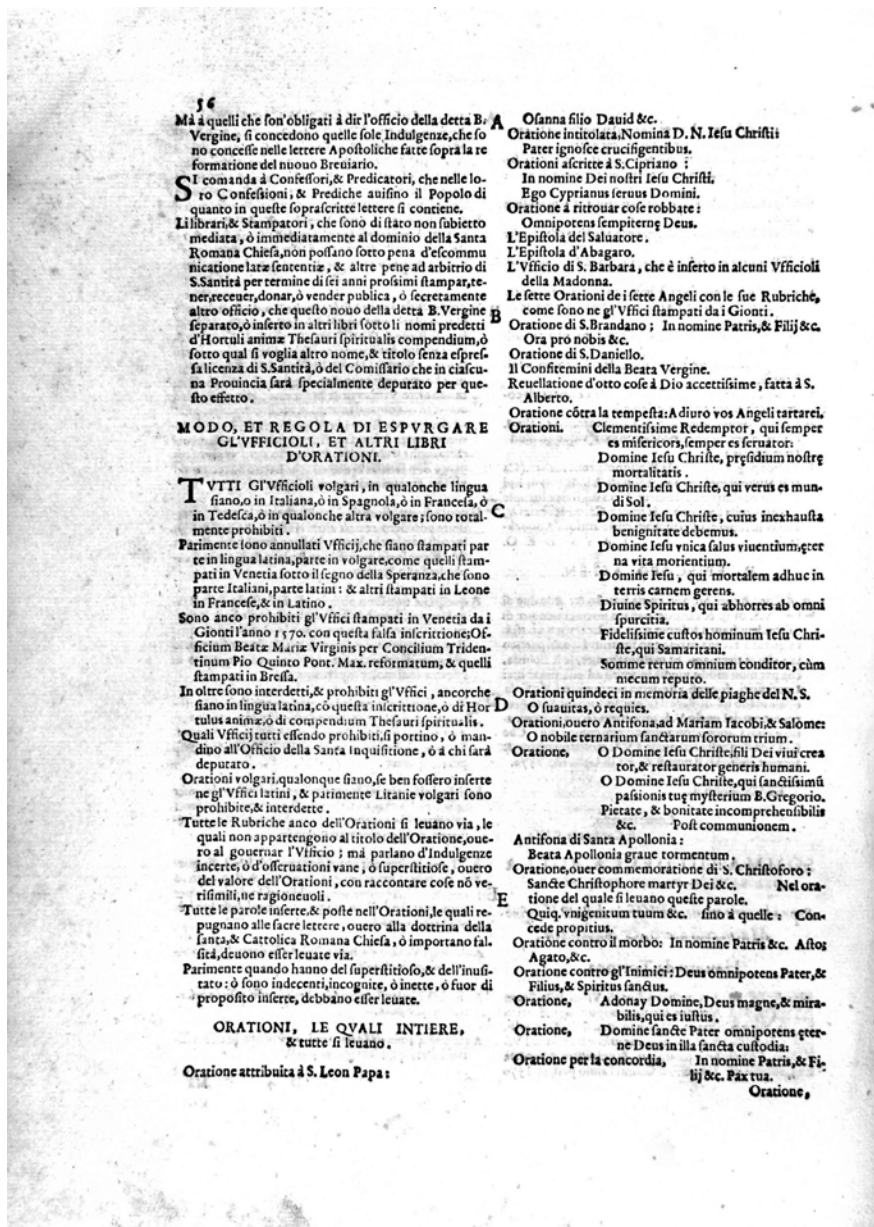 56
Mà à quelli che son'obligati à dir l'officio della detta B.
Vergine, si concedono quelle sole Indulgenze, che so
no concesse nelle lettere Apostoliche fatte sopra la re
formatione del nuouo Breuiario.
SI comanda à Confessori, & Predicatori, che nelle lo-
ro Confessioni, & Prediche auisino il Popolo di
quanto in queste soprascritte lettere si contiene.
Li librari, & Stampatori, che sono di stato non subietto
mediata, ò immediatamente al dominio della Santa
Romana Chiesa, non possano sotto pena d'escommu
nicatione latæ sententiæ, & altre pene ad arbitrio di
S.Santità per termine di sei anni prossimi stampar, te-
ner, receuer, donar, ò vender publica, ò secretamente
altro officio, che questo nouo della detta B.Vergine
separato, ò inserto in altri libri sotto li nomi predetti
d'Hortuli animæ Thesauri spiritualis compendium, ò
sotto qual si voglia altro nome, & titolo senza espres-
sa licenza di S.Santità, ò del Comissario che in ciascu-
na Prouincia sarà specialmente deputato per que-
sto effetto.
MODO, ET REGOLA DI ESPVRGARE
GL'VFFICIOLI, ET ALTRI LIBRI
D'ORATIONI.
TVTTI Gl'Vfficioli volgari, in qualonche lingua
siano, o in Italiana, ò in Spagnola, ò in Francesa, ò
in Tedesca, ò in qualonche altra volgare; sono total-
mente prohibiti.
Parimente sono annullati Vfficij, che siano stampati par
te in lingua latina, parte in volgare, come quelli stam-
pati in Venetia sotto il segno della Speranza, che sono
parte Italiani, parte latini: & altri stampati in Leone
in Francese, & in Latino.
Sono anco prohibiti gl'Vffici stampati in Venetia da i
Gionti l'anno 1570. con questa falsa inscrittione; Of-
ficium Beatæ Mariæ Virginis per Concilium Triden-
tinum Pio Quinto Pont. Max. reformatum, & quelli
stampati in Bressa.
In oltre sono interdetti, & prohibiti gl'Vffici, ancorche
siano in lingua latina, cō questa inscrittione, ò di Hor
tulus animæ, ò di compendium Thesauri spiritualis.
Quali Vfficij tutti essendo prohibiti, si portino, ò man-
dino all'Officio della Santa Inquisitione, ò à chi sarà
deputato.
Orationi volgari, qualonque siano, se ben fossero inserte
ne gl'Vffici latini, & parimente Litanie volgari sono
prohibite, & interdette.
Tutte le Rubriche anco dell'Orationi si leuano via, le
quali non appartengono al titolo dell'Oratione, oue-
ro al gouernar l'Vfficio; mà parlano d'Indulgenze
incerte, ò d'osseruationi vane, ò superstitiose, ouero
del valore dell'Orationi, con raccontare cose nō ve-
risimili, ne ragioneuoli.
Tutte le parole inserte, & poste nell'Orationi, le quali re-
pugnano alle sacre lettere, ouero alla dottrina della
santa, & Cattolica Romana Chiesa, ò importano fal-
sità, deuono esser leuate via.
Parimente quando hanno del superstitioso, & dell'inusi-
tato: ò sono indecenti, incognite, ò inette, ò fuor di
proposito inserte, debbano esser leuate.
ORATIONI, LE QVALI INTIERE,
& tutte si leuano.
Oratione attribuita à S. Leon Papa:
A
B
C
D
E
Osanna filio Dauid &c.
Oratione intitolata, Nomina D. N. Iesu Christi:
Pater ignosce crucifigentibus.
Orationi ascritte à S.Cipriano:
In nomine Dei nostri Iesu Christi.
Ego Cyprianus seruus Domini.
Oratione à ritrouar cose robbate:
Omnipotens sempiternę Deus.
L'Epistola del Saluatore.
L'Epistola d'Abagaro.
L'Vfficio di S. Barbara, che è inserto in alcuni Vfficioli
della Madonna.
Le sette Orationi de i sette Angeli con le sue Rubriche,
come sono ne gl'Vffici stampati da i Gionti.
Oratione di S.Brandano; In nomine Patris, & Filij &c.
Ora pro nobis &c.
Oratione di S.Daniello.
Il Confitemini della Beata Vergine.
Reuellatione d'otto cose à Dio accettissime, fatta à S.
Alberto.
Oratione cōtra la tempesta: Adiuro vos Angeli tartarei.
Orationi. Clementissime Redemptor, qui semper
es misericors, semper es seruator:
Domine Iesu Christe, pręsidium nostrę
mortalitatis.
Domine Iesu Christe, qui verus es mun-
di Sol.
Domine Iesu Christe, cuius inexhausta
benignitate debemus.
Domine Iesu vnica salus viuentium, ęter
na vita morientium.
Domine Iesu, qui mortalem adhuc in
terris carnem gerens.
Diuine Spiritus, qui abhorres ab omni
spurcitia.
Fidelissime custos hominum Iesu Chri-
ste, qui Samaritani.
Somme rerum omnium conditor, cùm
mecum reputo.
Orationi quindeci in memoria delle piaghe del N. S.
O suauitas, ò requies.
Orationi, ouero Antifona, ad Mariam Iacobi, & Salome:
O nobile ternarium sanctarum sororum trium.
Oratione, O Domine Iesu Christe, fili Dei viui crea
tor, & restaurator generis humani.
O Domine Iesu Christe, qui sanctissimū
passionis tuę mysterium B.Gregorio.
Pietate, & bonitate incomprehensibilis
&c. Post communionem.
Antifona di Santa Apollonia:
Beata Apollonia graue tormentum.
Oratione, ouer commemoratione di S. Christoforo:
Sancte Christophore martyr Dei &c. Nel ora-
tione del quale si leuano queste parole.
Quiq. vnigenitum tuum &c. sino à quelle: Con-
cede propitius.
Oratione contro il morbo: In nomine Patris &c. Astos
Agato, &c.
Oratione contro gl'Inimici: Deus omnipotens Pater, &
Filius, & Spiritus sanctus.
Oratione, Adonay Domine, Deus magne, & mira-
bilis, qui es iustus.
Oratione, Domine sancte Pater omnipotens ęter-
ne Deus in illa sancta custodia:
Oratione per la concordia, In nomine Patris, & Fi-
lij &c. Pax tua.
Oratione,